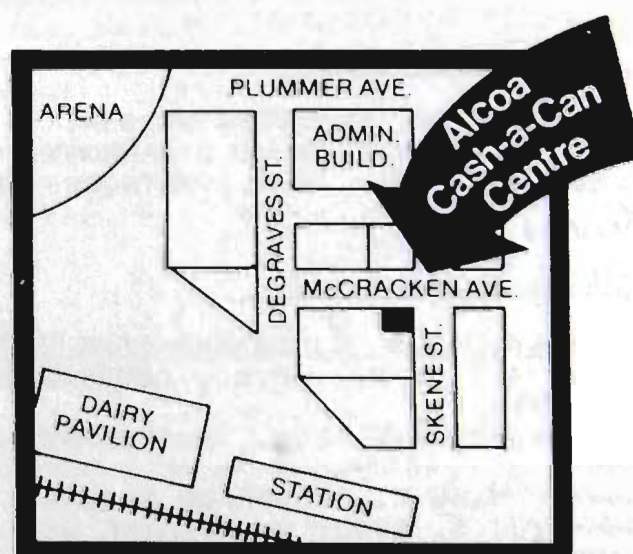 PLUMMER AVE.
ARENA
ADMIN
BUILD.
Alcoa
Cash-a-Can
Centre
DEGRAVES ST.
McCRACKEN AVE.
SKENE ST.
DAIRY
PAVILION
STATION